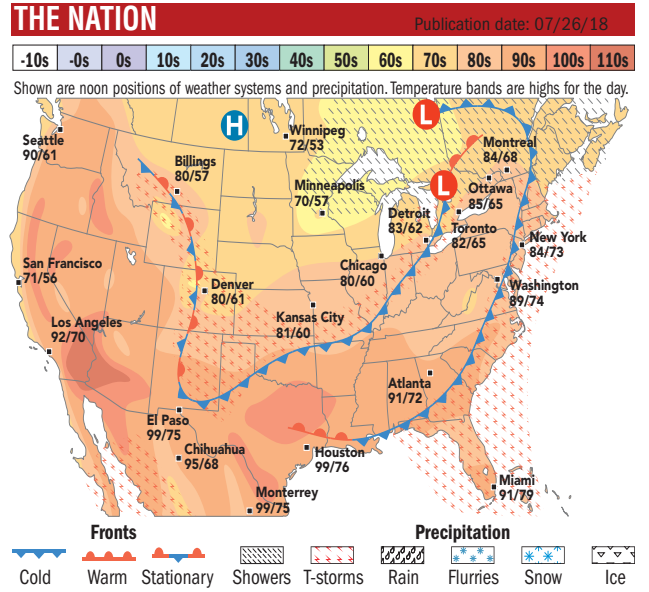 THE NATION
Publication date: 07/26/18
-10s -0s 0s 10s 20s 30s 40s 50s 60s 70s 80s 90s 100s 110s
Shown are noon positions of weather systems and precipitation. Temperature bands are highs for the day.
Seattle
90/61
H
Winnipeg
72/53
L
Montreal
84/68
Billings
80/57
Minneapolis
70/57
L
Ottawa
85/65
Detroit
83/62
Toronto
82/65
New York
84/73
San Francisco
71/56
Denver
80/61
Chicago
80/60
Washington
89/74
Los Angeles
92/70
Kansas City
81/60
Atlanta
91/72
El Paso
99/75
Chihuahua
95/68
Houston
99/76
Monterrey
99/75
Miami
91/79
Fronts
Precipitation
Cold Warm Stationary Showers T-storms Rain Flurries Snow Ice